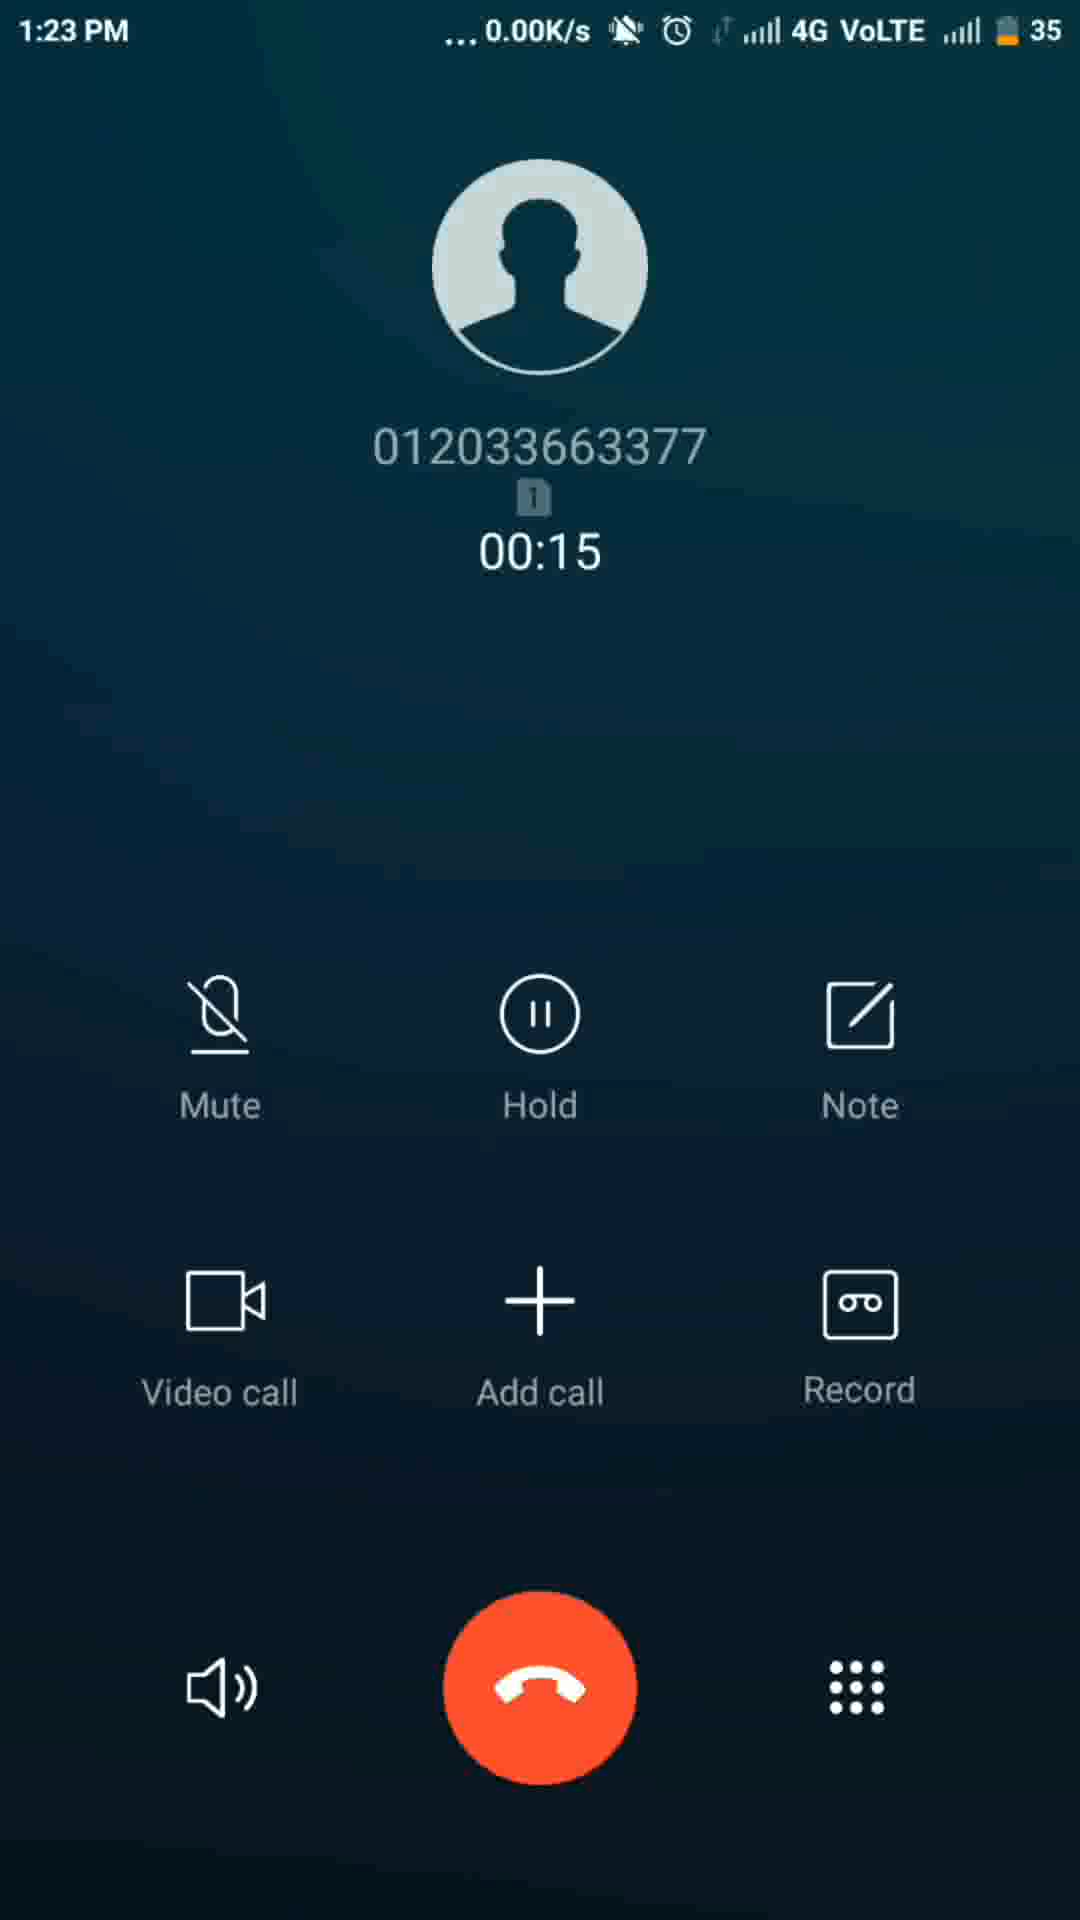 1:23 PM ... 0.00K/s 4G VoLTE 35
012033663377
1
00:15
Mute Hold Note
Video call Add call Record